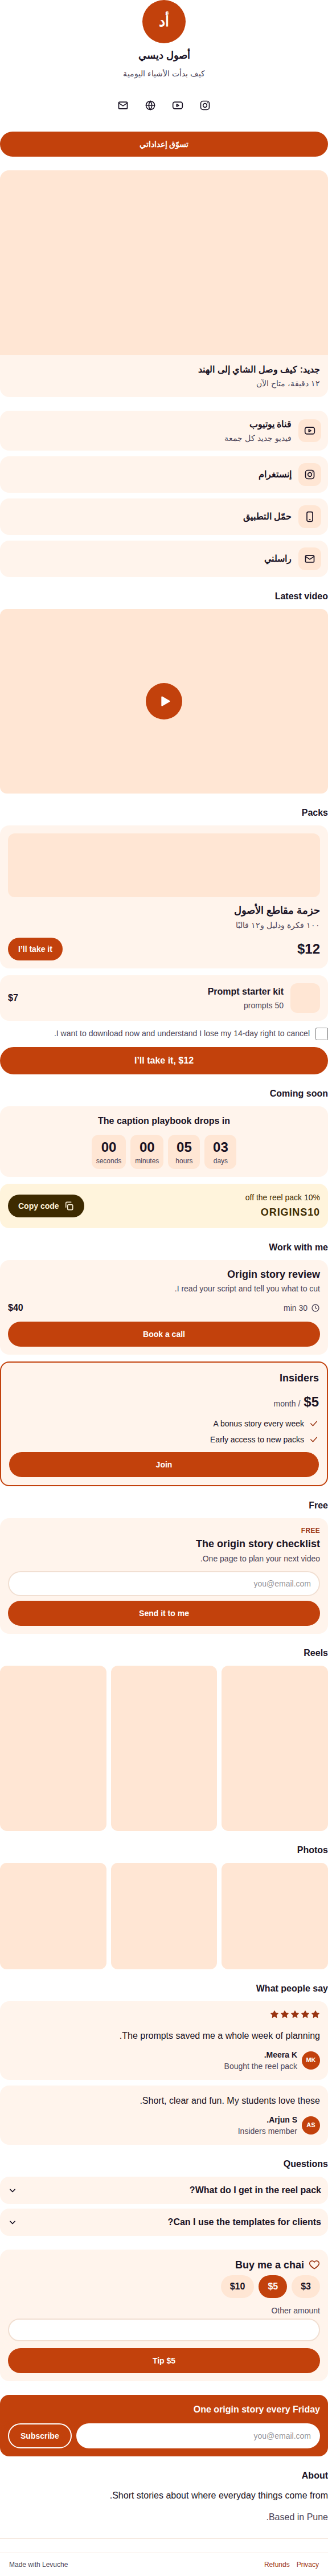 أد
أصول ديسي
كيف بدأت الأشياء اليومية
تسوّق إعداداتي
جديد: كيف وصل الشاي إلى الهند
١٢ دقيقة، متاح الآن
قناة يوتيوب
فيديو جديد كل جمعة
إنستغرام
حمّل التطبيق
راسلني
Latest video
Packs
حزمة مقاطع الأصول
١٠٠ فكرة ودليل و١٢ قالبًا
$12
I'll take it
Prompt starter kit
prompts 50
$7
.I want to download now and understand I lose my 14-day right to cancel
I'll take it, $12
Coming soon
The caption playbook drops in
00 00 05 03
seconds minutes hours days
off the reel pack 10%
ORIGINS10
Copy code
Work with me
Origin story review
.I read your script and tell you what to cut
min 30
$40
Book a call
Insiders
month / $5
A bonus story every week
Early access to new packs
Join
Free
FREE
The origin story checklist
.One page to plan your next video
you@email.com
Send it to me
Reels
Photos
What people say
.The prompts saved me a whole week of planning
MK
.Meera K
Bought the reel pack
.Short, clear and fun. My students love these
AS
.Arjun S
Insiders member
Questions
?What do I get in the reel pack
?Can I use the templates for clients
Buy me a chai
$10 $5 $3
Other amount
Tip $5
One origin story every Friday
you@email.com
Subscribe
About
.Short stories about where everyday things come from
.Based in Pune
Made with Levuche
Refunds Privacy